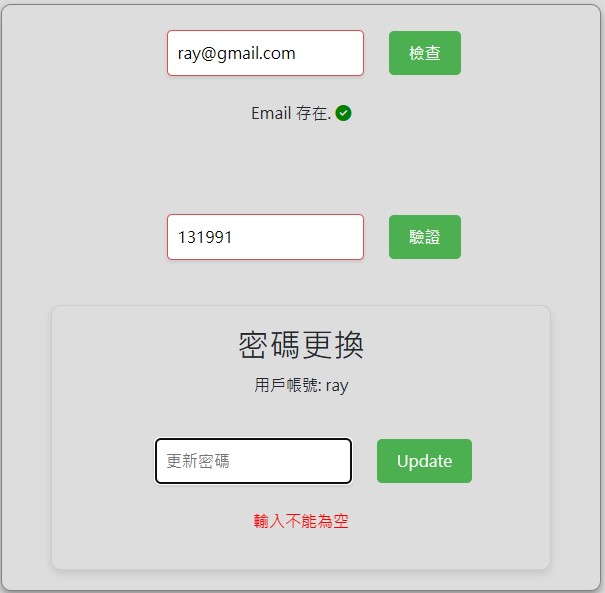 ray@gmail.com 檢查
Email 存在.
131991 驗證
密碼更換
用戶帳號: ray
更新密碼 Update
輸入不能為空